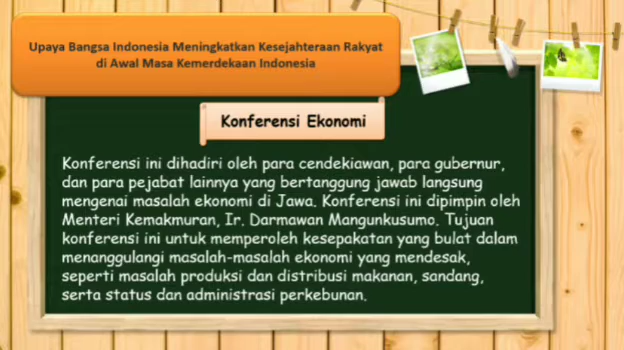 Upaya Bangsa Indonesia Meningkatkan Kesejahteraan Rakyat
di Awal Masa Kemerdekaan Indonesia
Konferensi Ekonomi
Konferensi ini dihadiri oleh para cendekiawan, para gubernur,
dan para pejabat lainnya yang bertanggung jawab langsung
mengenai masalah ekonomi di Jawa. Konferensi ini dipimpin oleh
Menteri Kemakmuran, Ir. Darmawan Mangunkusumo. Tujuan
konferensi ini untuk memperoleh kesepakatan yang bulat dalam
menanggulangi masalah-masalah ekonomi yang mendesak,
seperti masalah produksi dan distribusi makanan, sandang,
serta status dan administrasi perkebunan.